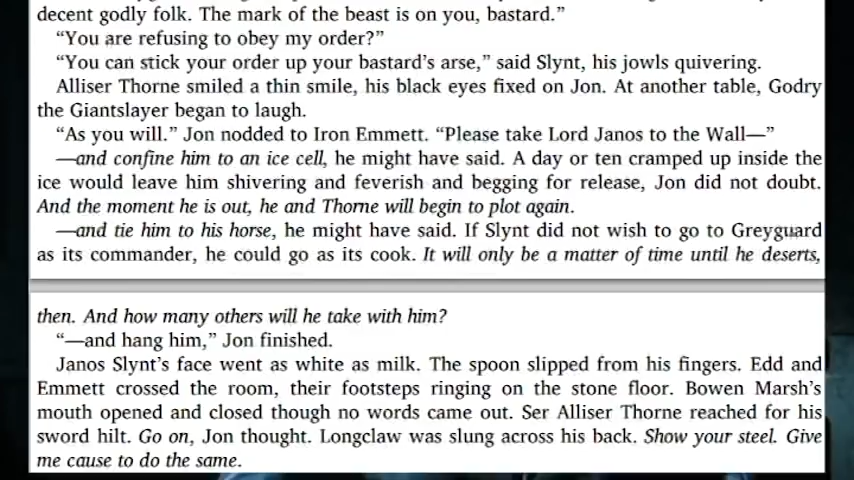 decent godly folk. The mark of the beast is on you, bastard.”
“You are refusing to obey my order?”
“You can stick your order up your bastard’s arse,” said Slynt, his jowls quivering.
Alliser Thorne smiled a thin smile, his black eyes fixed on Jon. At another table, Godry
the Giantslayer began to laugh.
“As you will.” Jon nodded to Iron Emmett. “Please take Lord Janos to the Wall—”
—and confine him to an ice cell, he might have said. A day or ten cramped up inside the
ice would leave him shivering and feverish and begging for release, Jon did not doubt.
And the moment he is out, he and Thorne will begin to plot again.
—and tie him to his horse, he might have said. If Slynt did not wish to go to Greyguard
as its commander, he could go as its cook. It will only be a matter of time until he deserts,
then. And how many others will he take with him?
“—and hang him,” Jon finished.
Janos Slynt’s face went as white as milk. The spoon slipped from his fingers. Edd and
Emmett crossed the room, their footsteps ringing on the stone floor. Bowen Marsh’s
mouth opened and closed though no words came out. Ser Alliser Thorne reached for his
sword hilt. Go on, Jon thought. Longclaw was slung across his back. Show your steel. Give
me cause to do the same.